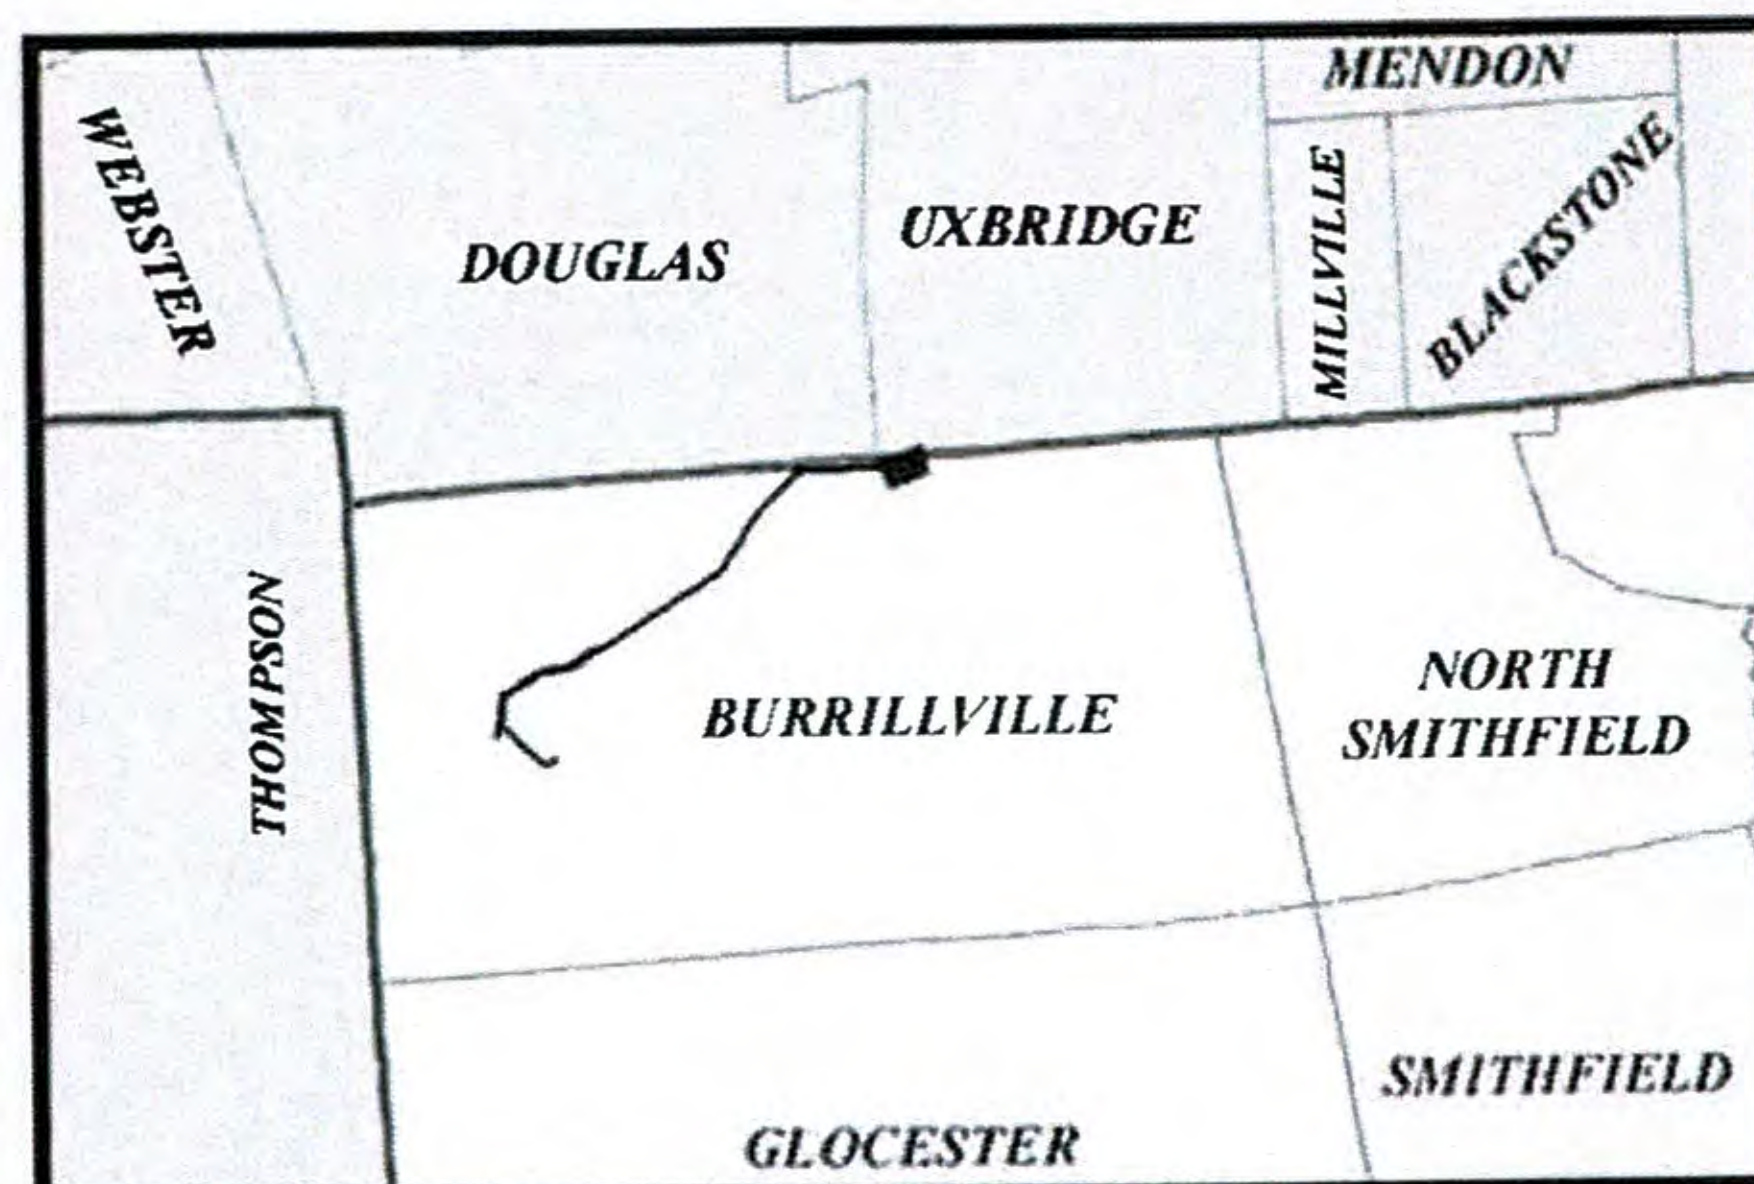 MENDON
WEBSTER
DOUGLAS
UXBRIDGE
MILLVILLE
BLACKSTONE
THOMPSON
BURRILLVILLE
NORTH
SMITHFIELD
GLOCESTER
SMITHFIELD